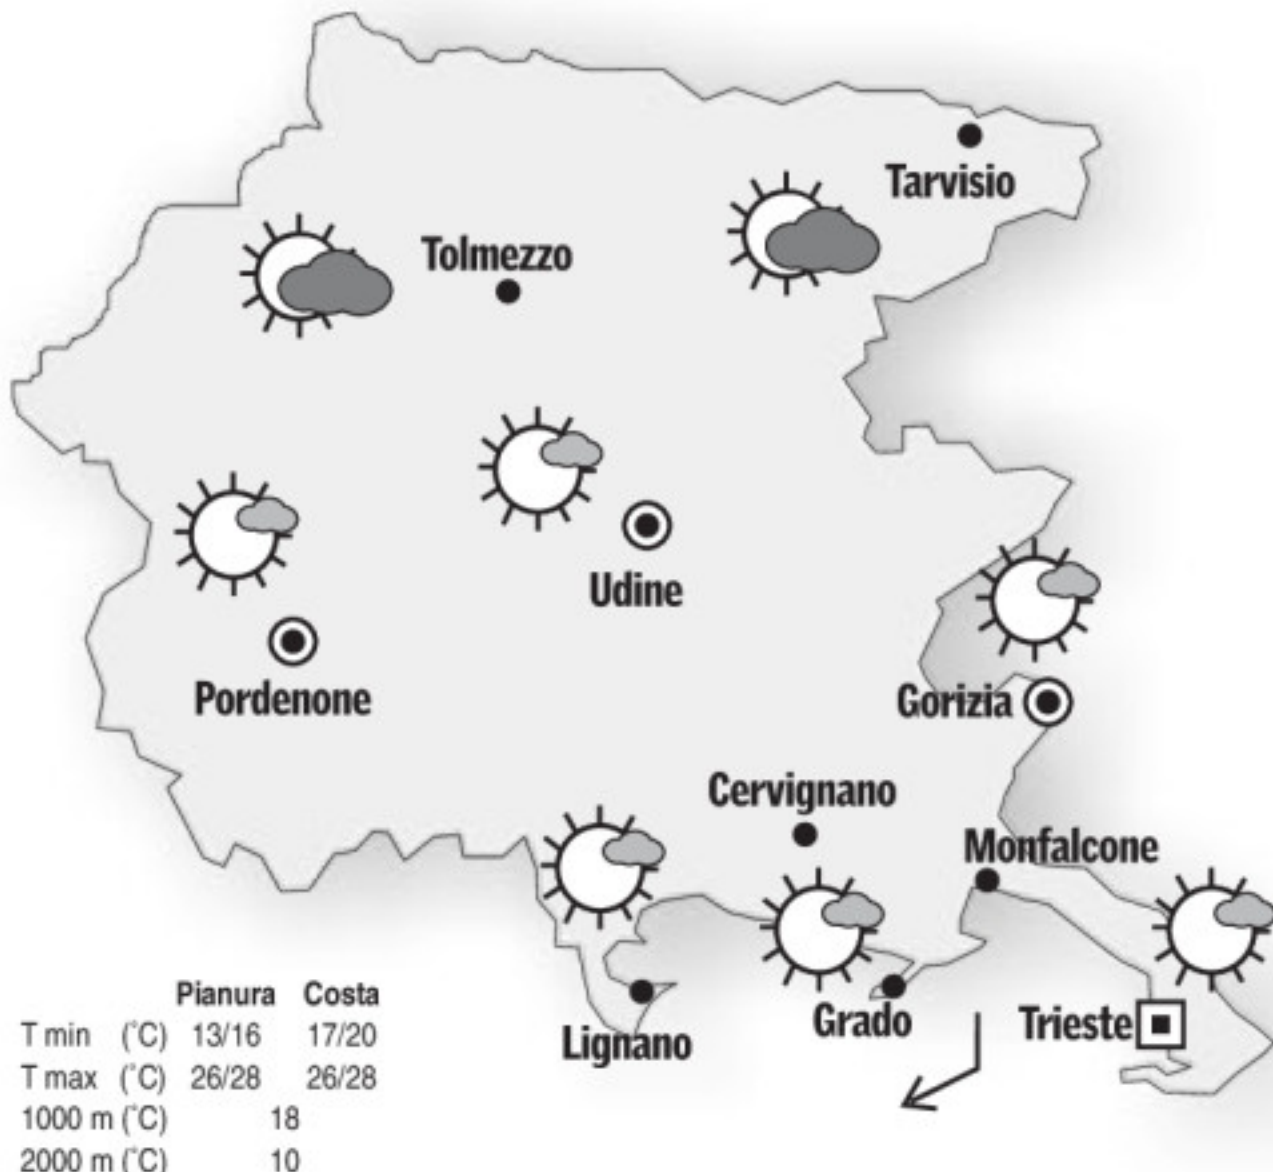 Tarvisio
Tolmezzo
Udine
Pordenone
Gorizia
Cervignano
Monfalcone
Grado
Trieste
Lignano
Pianura Costa
T min (°C) 13/16 17/20
T max (°C) 26/28 26/28
1000 m (°C) 18
2000 m (°C) 10